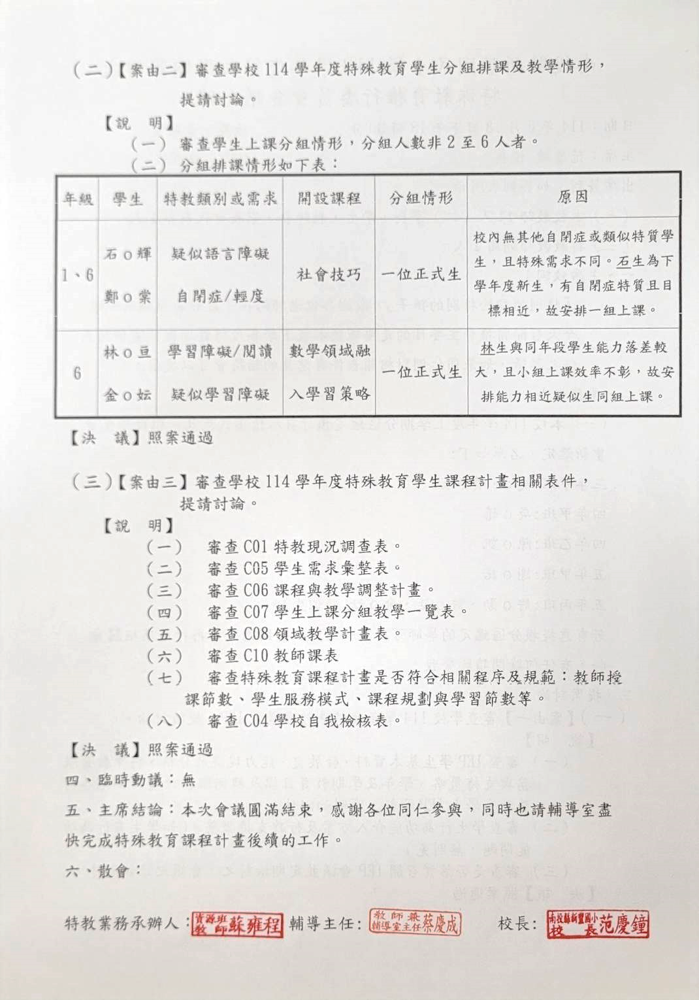 (二)【案由二】審查學校 114 學年度特殊教育學生分組排課及教學情形，
提請討論。
【說　明】
(一) 審查學生上課分組情形，分組人數非 2 至 6 人者。
(二) 分組排課情形如下表：
年級 學生 特教類別或需求 開設課程 分組情形 原因
1、6 石o輝 疑似語言障礙 社會技巧 一位正式生 校內無其他自閉症或類似特質學
生，且特殊需求不同。石生為下
鄭o棠 自閉症/輕度 學年度新生，有自閉症特質且目
標相近，故安排一組上課。
6 林o亘 學習障礙/閱讀 數學領域融 一位正式生 林生與同年段學生能力落差較
大，且小組上課效率不彰，故安
金o妘 疑似學習障礙 入學習策略 排能力相近疑似生同組上課。
【決　議】照案通過
(三)【案由三】審查學校 114 學年度特殊教育學生課程計畫相關表件，
提請討論。
【說　明】
(一) 審查 C01 特教現況調查表。
(二) 審查 C05 學生需求彙整表。
(三) 審查 C06 課程與教學調整計畫。
(四) 審查 C07 學生上課分組教學一覽表。
(五) 審查 C08 領域教學計畫表。
(六) 審查 C10 教師課表
(七) 審查特殊教育課程計畫是否符合相關程序及規範：教師授
課節數、學生服務模式、課程規劃與學習節數等。
(八) 審查 C04 學校自我檢核表。
【決　議】照案通過
四、臨時動議：無
五、主席結論：本次會議圓滿結束，感謝各位同仁參與，同時也請輔導室盡
快完成特殊教育課程計畫後續的工作。
六、散會：
特教業務承辦人：資源班教師蘇雍程 輔導主任：教師兼輔導室主任蔡慶成 校長：南投縣新豐國小校長范慶鐘